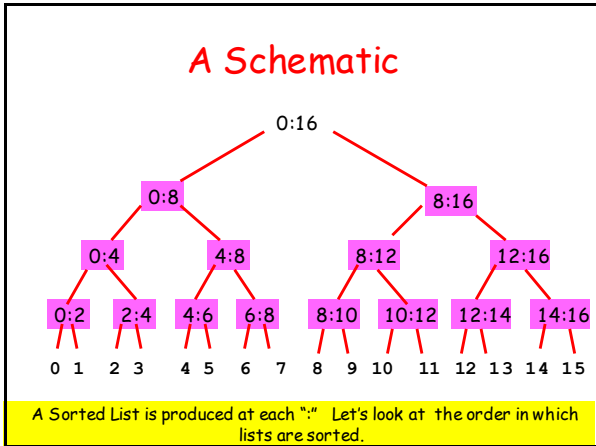 A Schematic
0:16
0:8 8:16
0:4 4:8 8:12 12:16
0:2 2:4 4:6 6:8 8:10 10:12 12:14 14:16
0 1 2 3 4 5 6 7 8 9 10 11 12 13 14 15
A Sorted List is produced at each “:” Let’s look at the order in which
lists are sorted.